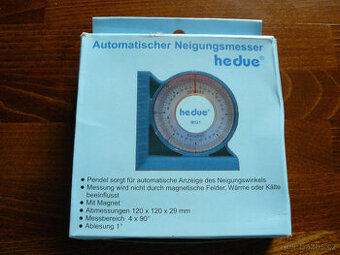 Automatischer Neigungsmesser
hedue®
hedue
• Pendel sorgt für automatische Anzeige des Neigungswinkels
• Messung wird nicht durch magnetische Felder, Wärme oder Kälte
beeinflusst
• Mit Magnet
• Abmessungen 120 x 120 x 29 mm
• Messbereich 4 x 90°
• Ablesung 1°